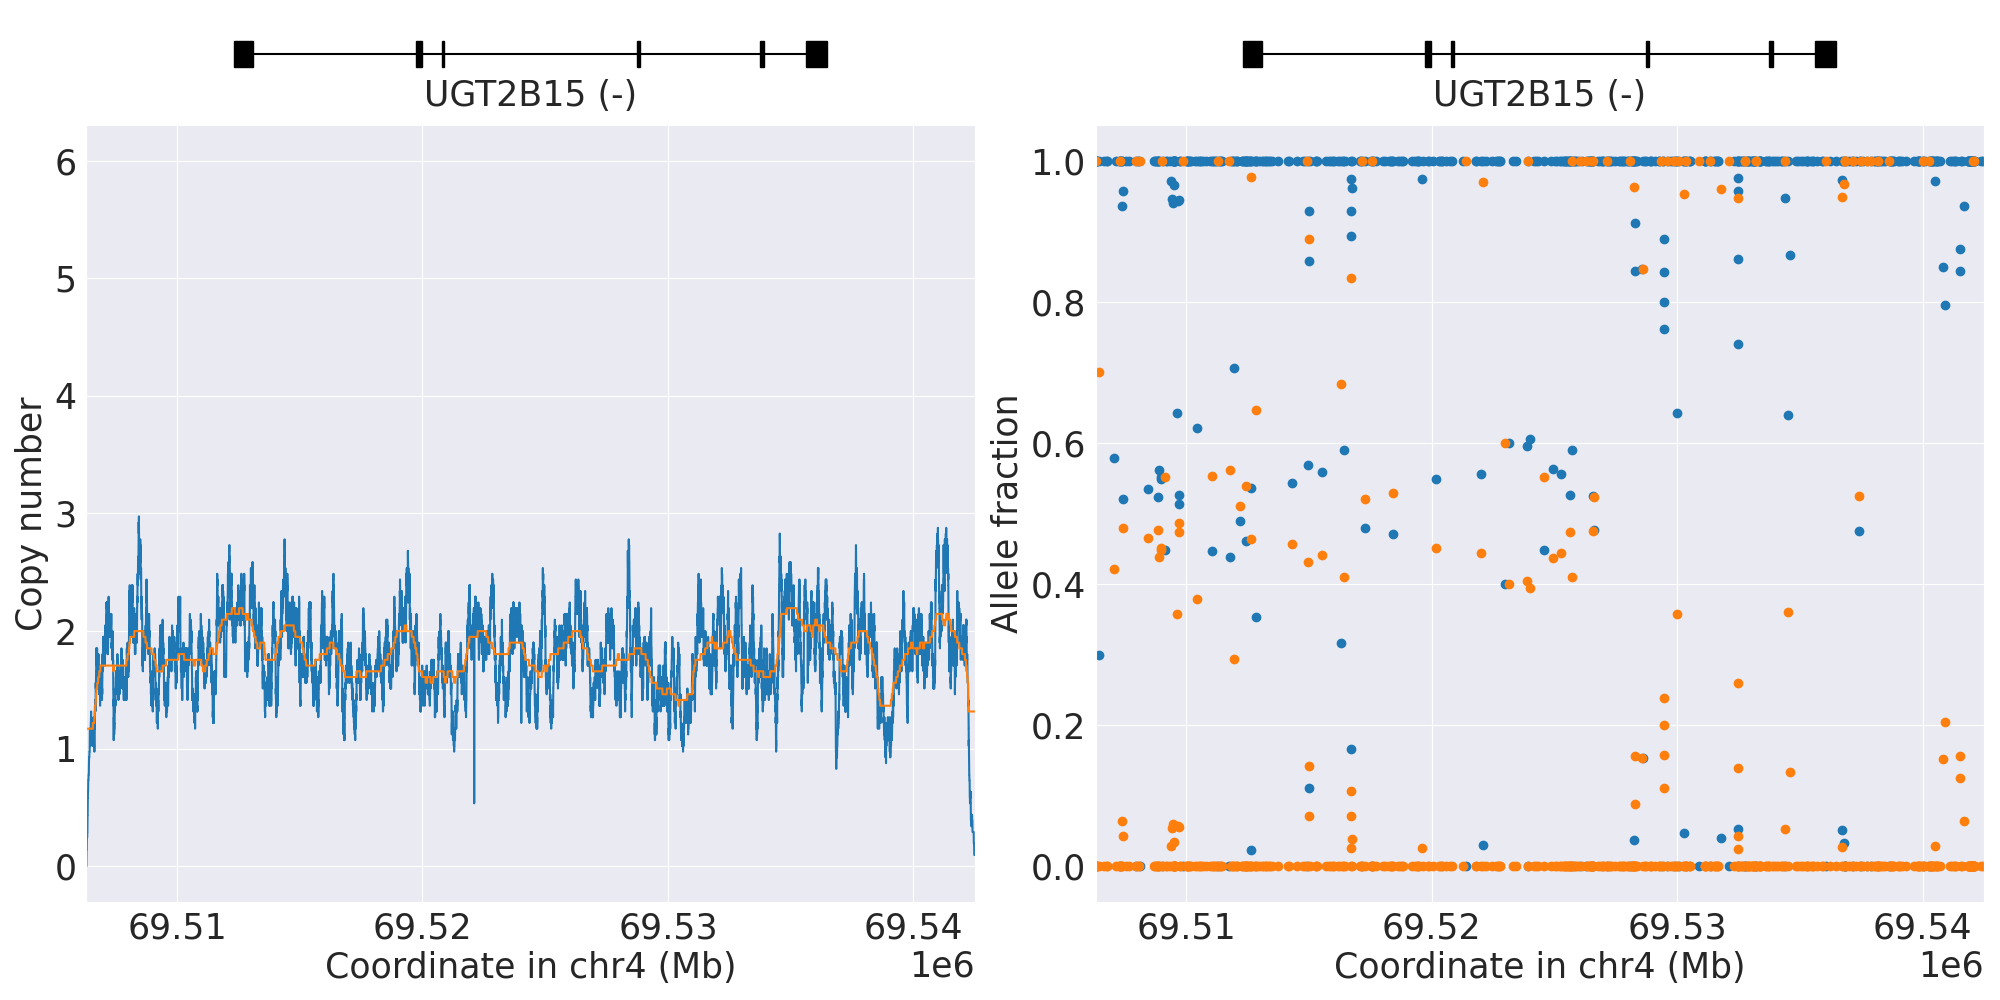 UGT2B15 (-)
6
5
4
3
2
1
0
Copy number
69.51 69.52 69.53 69.54
Coordinate in chr4 (Mb) 1e6
UGT2B15 (-)
1.0
0.8
0.6
0.4
0.2
0.0
Allele fraction
69.51 69.52 69.53 69.54
Coordinate in chr4 (Mb) 1e6